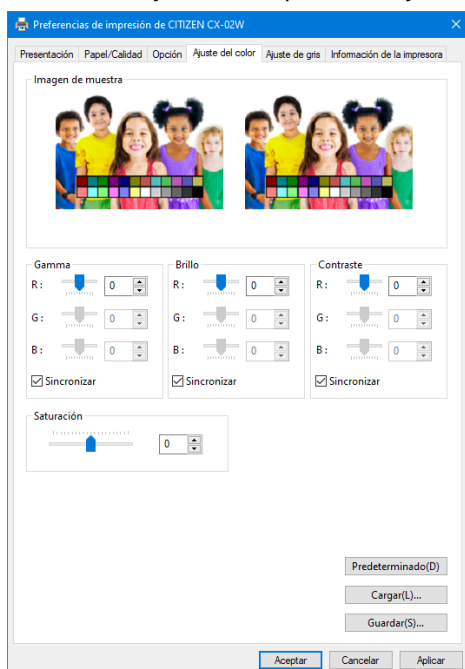 Preferencias de impresión de CITIZEN CX-02W
Presentación Papel/Calidad Opción Ajuste del color Ajuste de gris Información de la impresora
Imagen de muestra
Gamma Brillo Contraste
R : 0 R : 0 R : 0
G : 0 G : 0 G : 0
B : 0 B : 0 B : 0
Sincronizar Sincronizar Sincronizar
Saturación
0
Predeterminado(D)
Cargar(L)...
Guardar(S)...
Aceptar Cancelar Aplicar